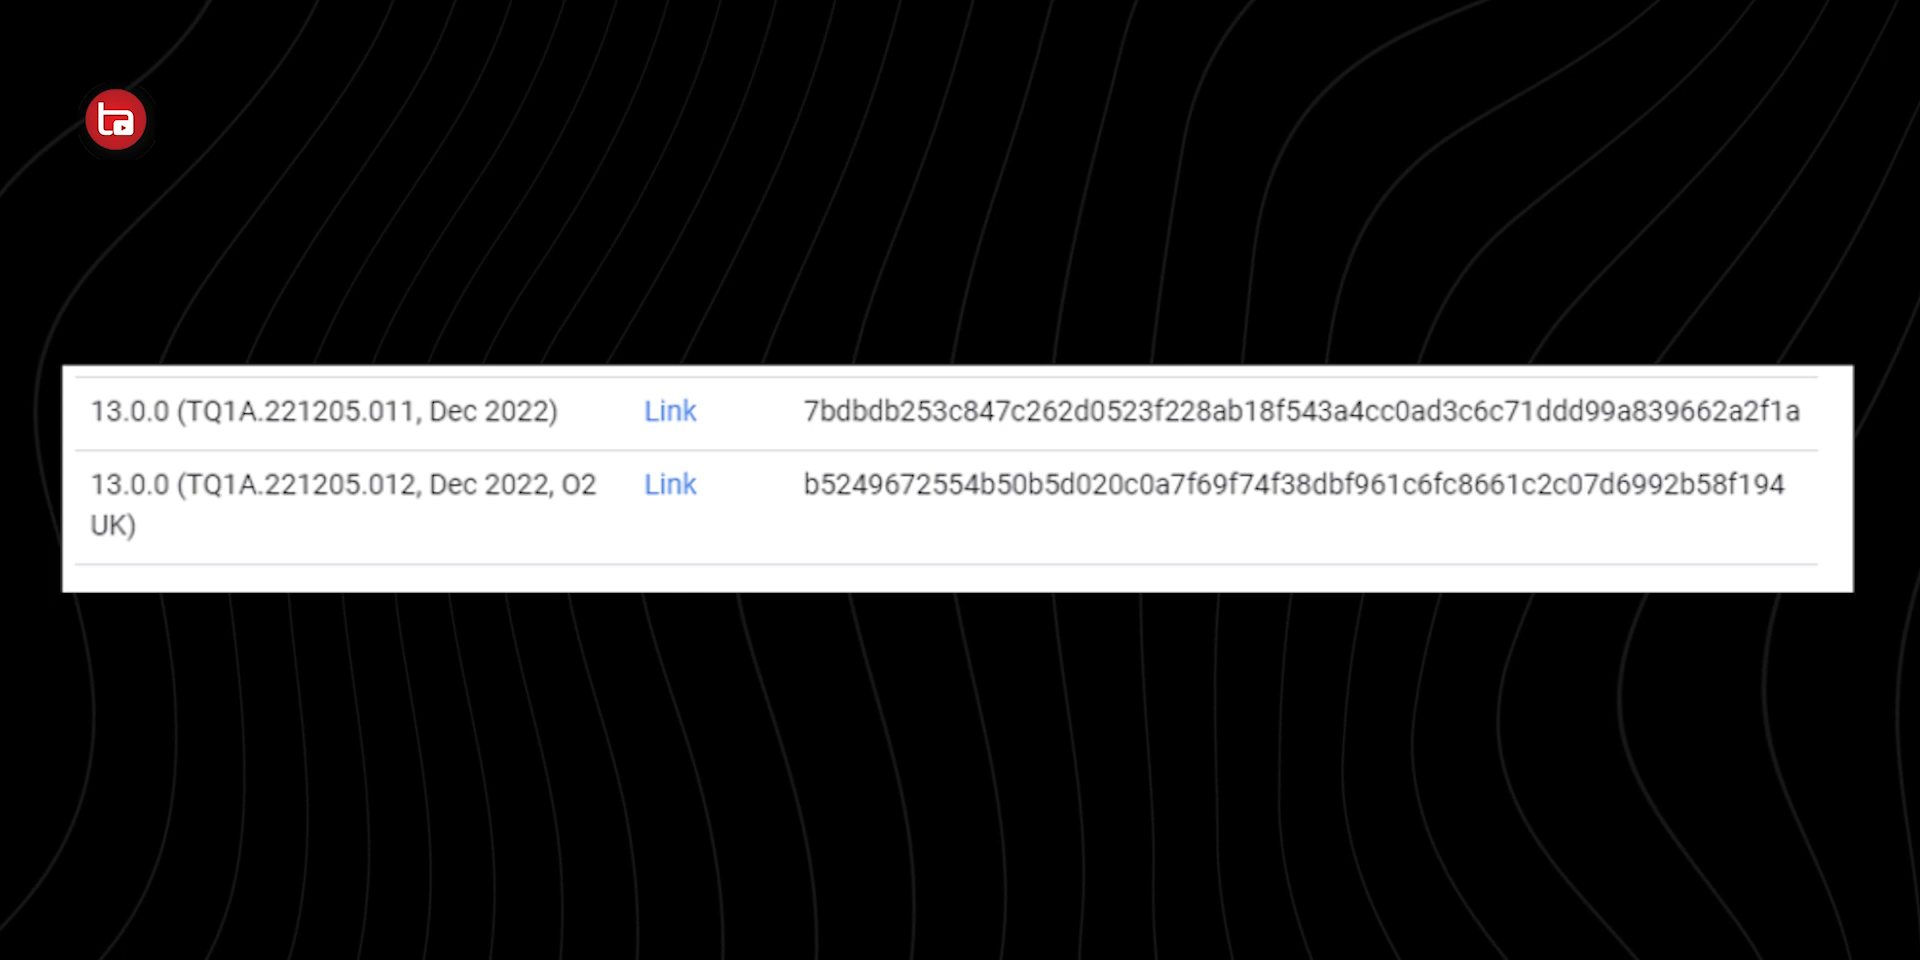 ta
13.0.0 (TQ1A.221205.011, Dec 2022) Link 7bdbdb253c847c262d0523f228ab18f543a4cc0ad3c6c71ddd99a839662a2f1a
13.0.0 (TQ1A.221205.012, Dec 2022, O2 Link b5249672554b50b5d020c0a7f69f74f38dbf961c6fc8661c2c07d6992b58f194
UK)